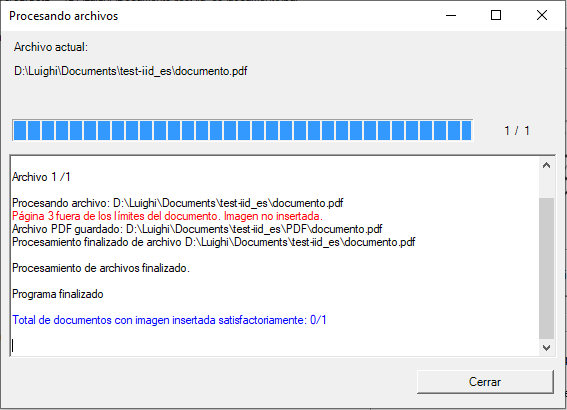 Procesando archivos
Archivo actual:
D:\Luighi\Documents\test-iid_es\documento.pdf
1 / 1
Archivo 1 /1
Procesando archivo: D:\Luighi\Documents\test-iid_es\documento.pdf
Página 3 fuera de los límites del documento. Imagen no insertada.
Archivo PDF guardado: D:\Luighi\Documents\test-iid_es\PDF\documento.pdf
Procesamiento finalizado de archivo D:\Luighi\Documents\test-iid_es\documento.pdf
Procesamiento de archivos finalizado.
Programa finalizado
Total de documentos con imagen insertada satisfactoriamente: 0/1
Cerrar